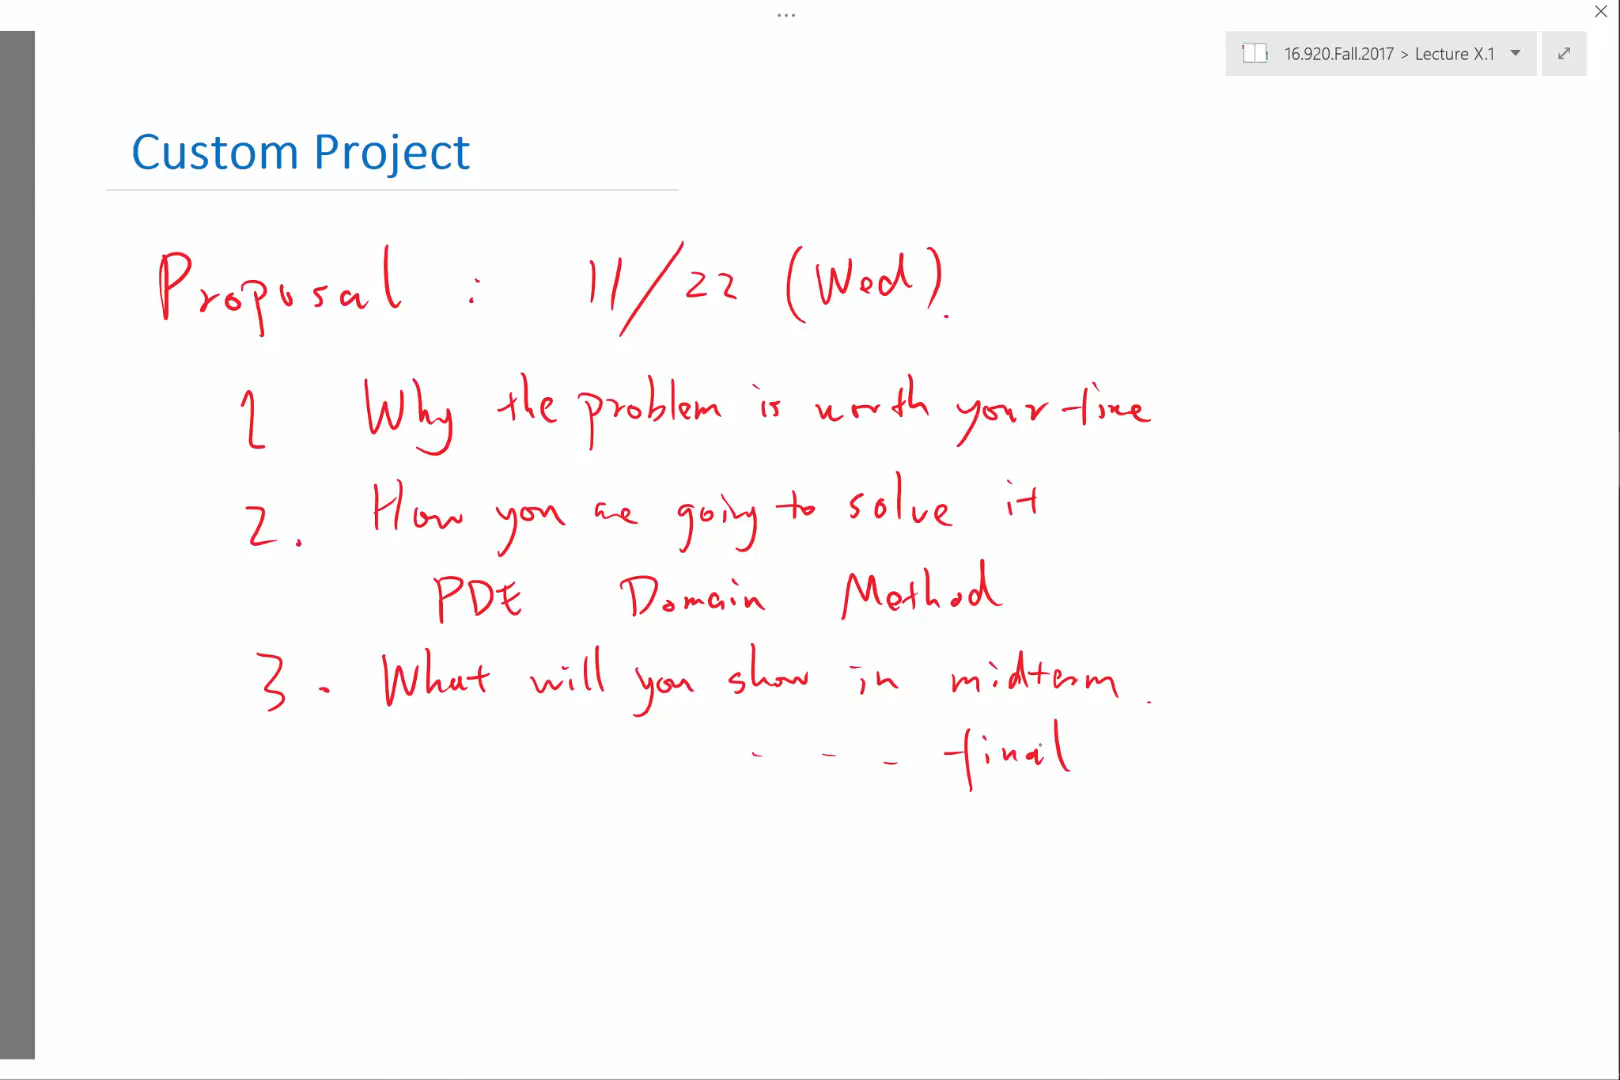 16.920.Fall.2017 > Lecture X.1
Custom Project
Proposal : 11/22 (Wed).
1 Why the problem is worth your time
2. How you are going to solve it
PDE Domain Method
3. What will you show in midterm.
- - - final